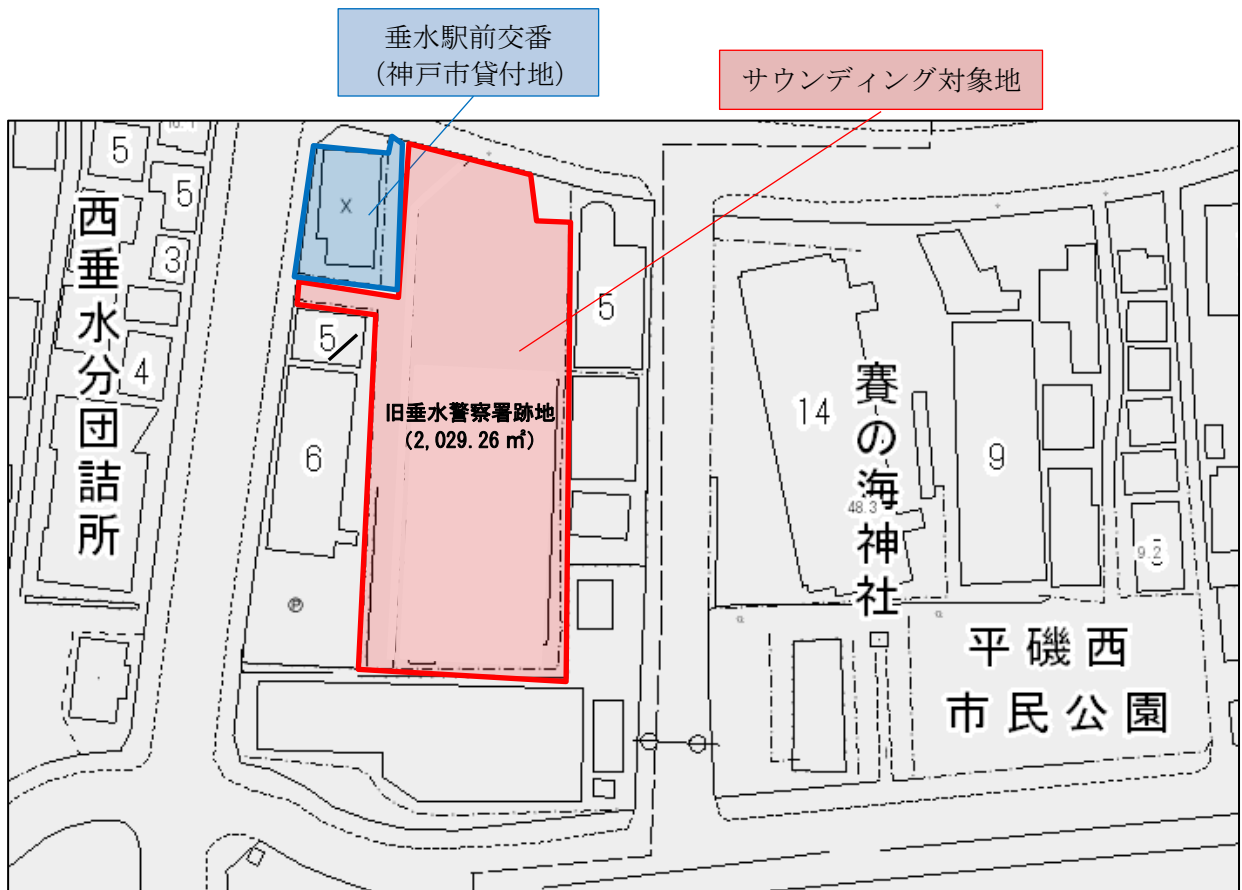 垂水駅前交番
（神戸市貸付地）
サウンディング対象地
5
5
3
4
西垂水分団詰所
X
5
6
Ⓟ
旧垂水警察署跡地
（2,029.26 ㎡）
5
14
9
賽の海神社
48.3
9.2
平磯西
市民公園